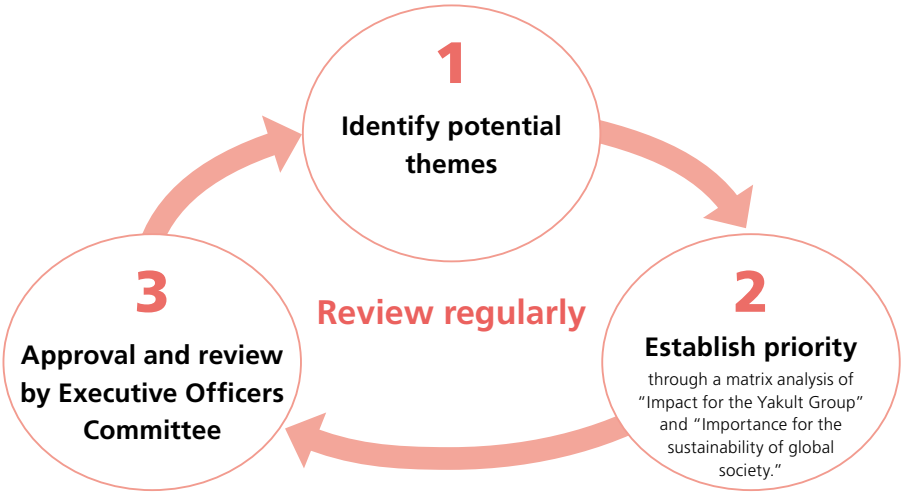 1
Identify potential
themes
2
Establish priority
through a matrix analysis of
“Impact for the Yakult Group”
and “Importance for the
sustainability of global
society.”
3
Approval and review
by Executive Officers
Committee
Review regularly